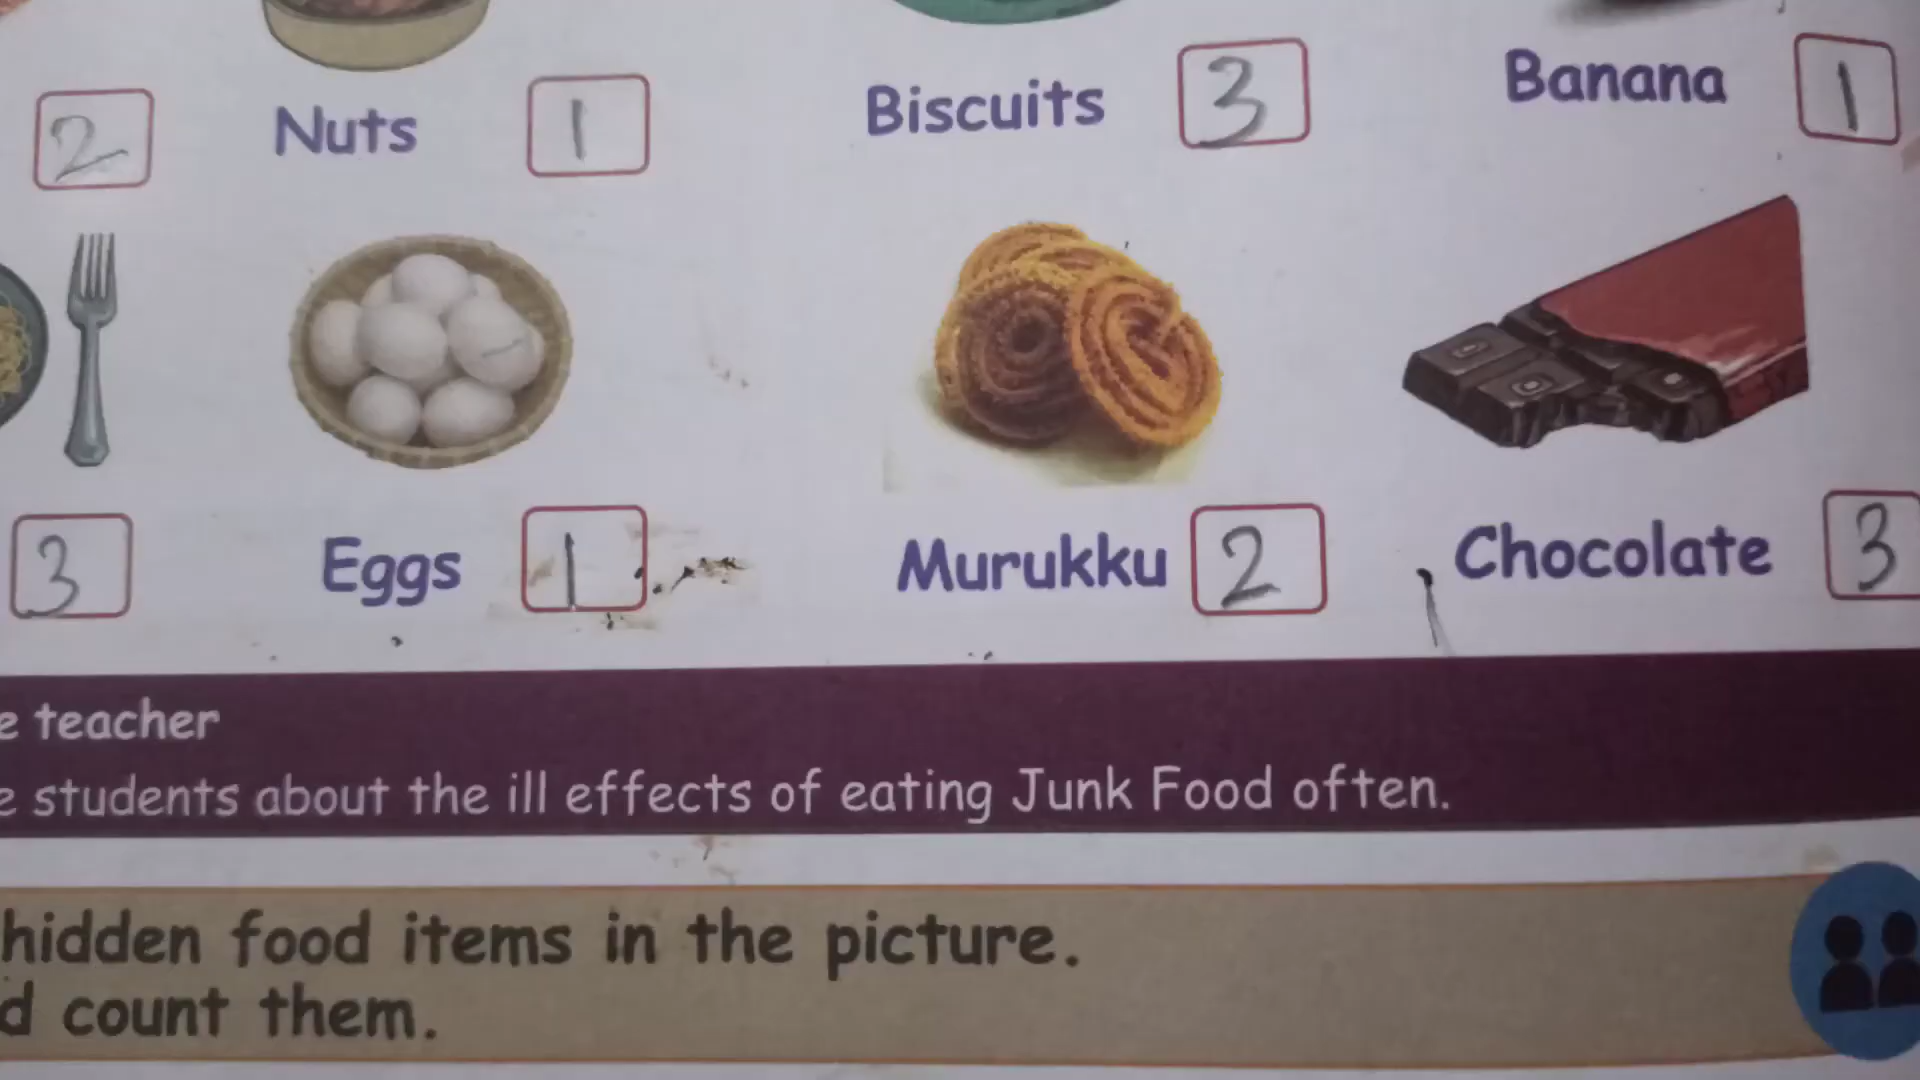 2 Nuts 1 Biscuits 3 Banana 1
3 Eggs 1 Murukku 2 Chocolate 3
e teacher
e students about the ill effects of eating Junk Food often.
hidden food items in the picture.
d count them.